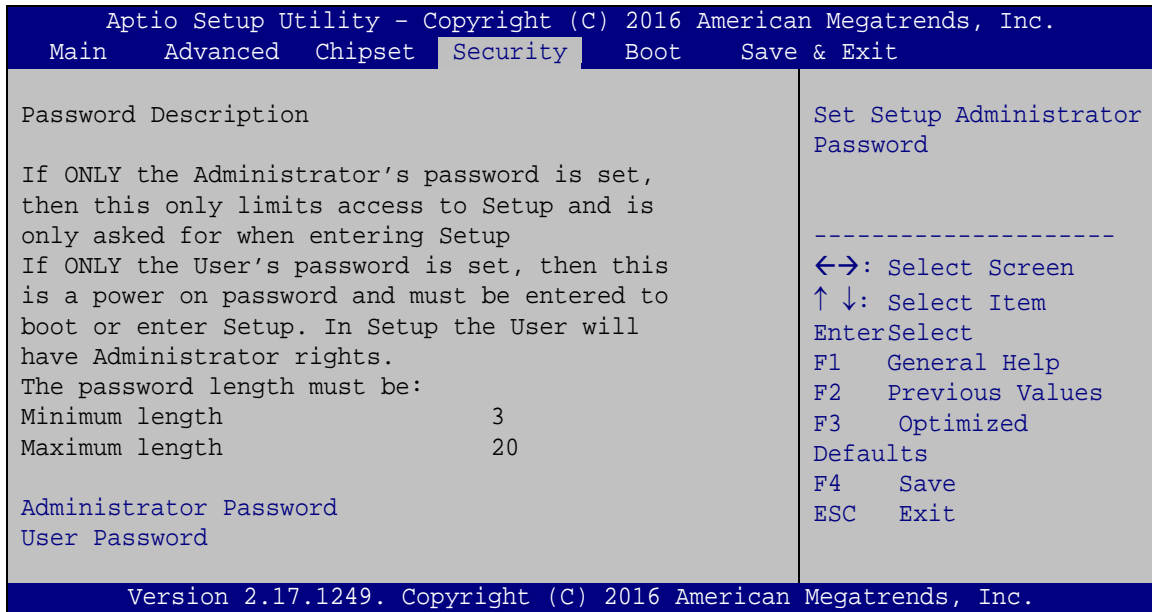 Aptio Setup Utility – Copyright (C) 2016 American Megatrends, Inc.
Main Advanced Chipset Security Boot Save & Exit
Password Description
If ONLY the Administrator’s password is set,
then this only limits access to Setup and is
only asked for when entering Setup
If ONLY the User’s password is set, then this
is a power on password and must be entered to
boot or enter Setup. In Setup the User will
have Administrator rights.
The password length must be:
Minimum length 3
Maximum length 20
Administrator Password
User Password
Set Setup Administrator
Password
---------------------
←→: Select Screen
↑ ↓: Select Item
EnterSelect
F1 General Help
F2 Previous Values
F3 Optimized
Defaults
F4 Save
ESC Exit
Version 2.17.1249. Copyright (C) 2016 American Megatrends, Inc.